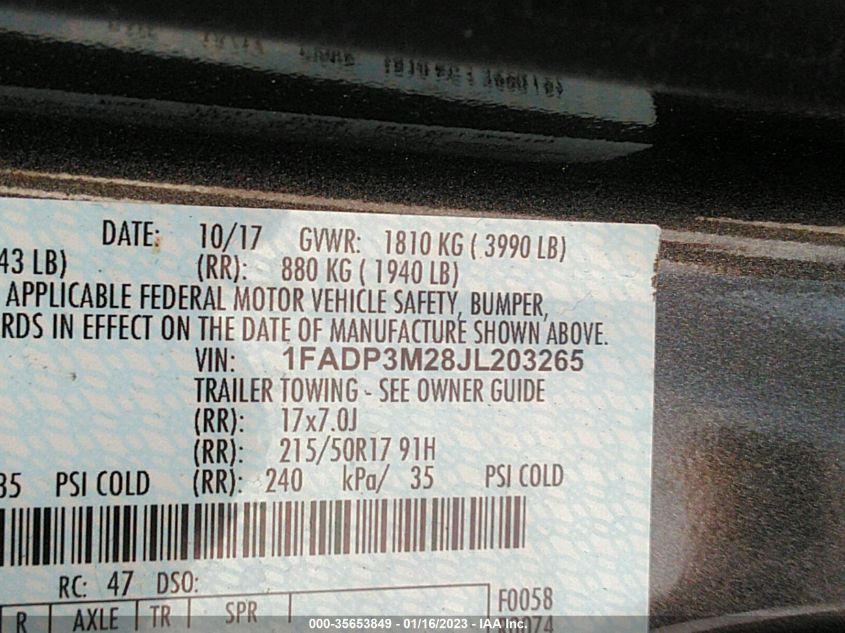 DATE: 10/17 GVWR: 1810 KG ( 3990 LB)
43 LB) (RR): 880 KG ( 1940 LB)
APPLICABLE FEDERAL MOTOR VEHICLE SAFETY, BUMPER,
RDS IN EFFECT ON THE DATE OF MANUFACTURE SHOWN ABOVE.
VIN: 1FADP3M28JL203265
TRAILER TOWING - SEE OWNER GUIDE
(RR): 17x7.0J
(RR): 215/50R17 91H
35 PSI COLD (RR): 240 kPa/ 35 PSI COLD
RC: 47 DSO:
R AXLE TR SPR F0058
000-35653849 - 01/16/2023 - IAA Inc.